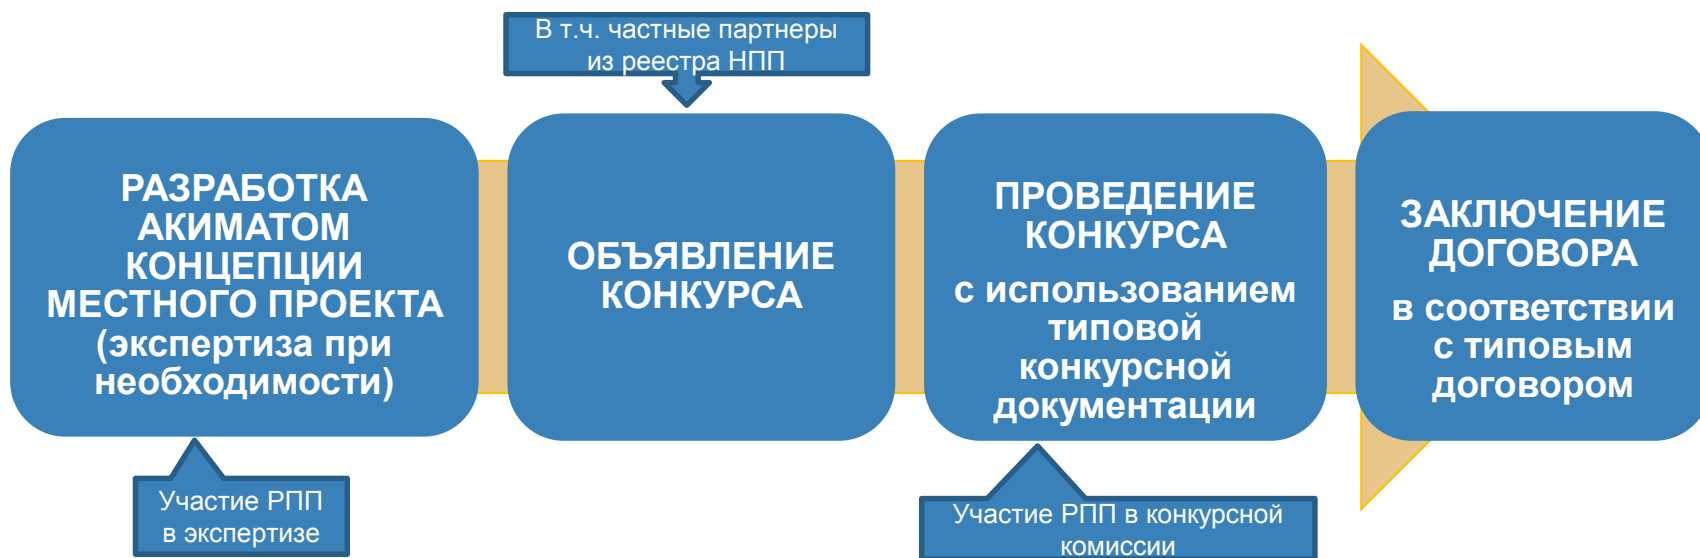 В т.ч. частные партнеры
из реестра НПП
РАЗРАБОТКА
АКИМАТОМ
КОНЦЕПЦИИ
МЕСТНОГО ПРОЕКТА
(экспертиза при
необходимости)
ОБЪЯВЛЕНИЕ
КОНКУРСА
ПРОВЕДЕНИЕ
КОНКУРСА
с использованием
типовой
конкурсной
документации
ЗАКЛЮЧЕНИЕ
ДОГОВОРА
в соответствии
с типовым
договором
Участие РПП
в экспертизе
Участие РПП в конкурсной
комиссии